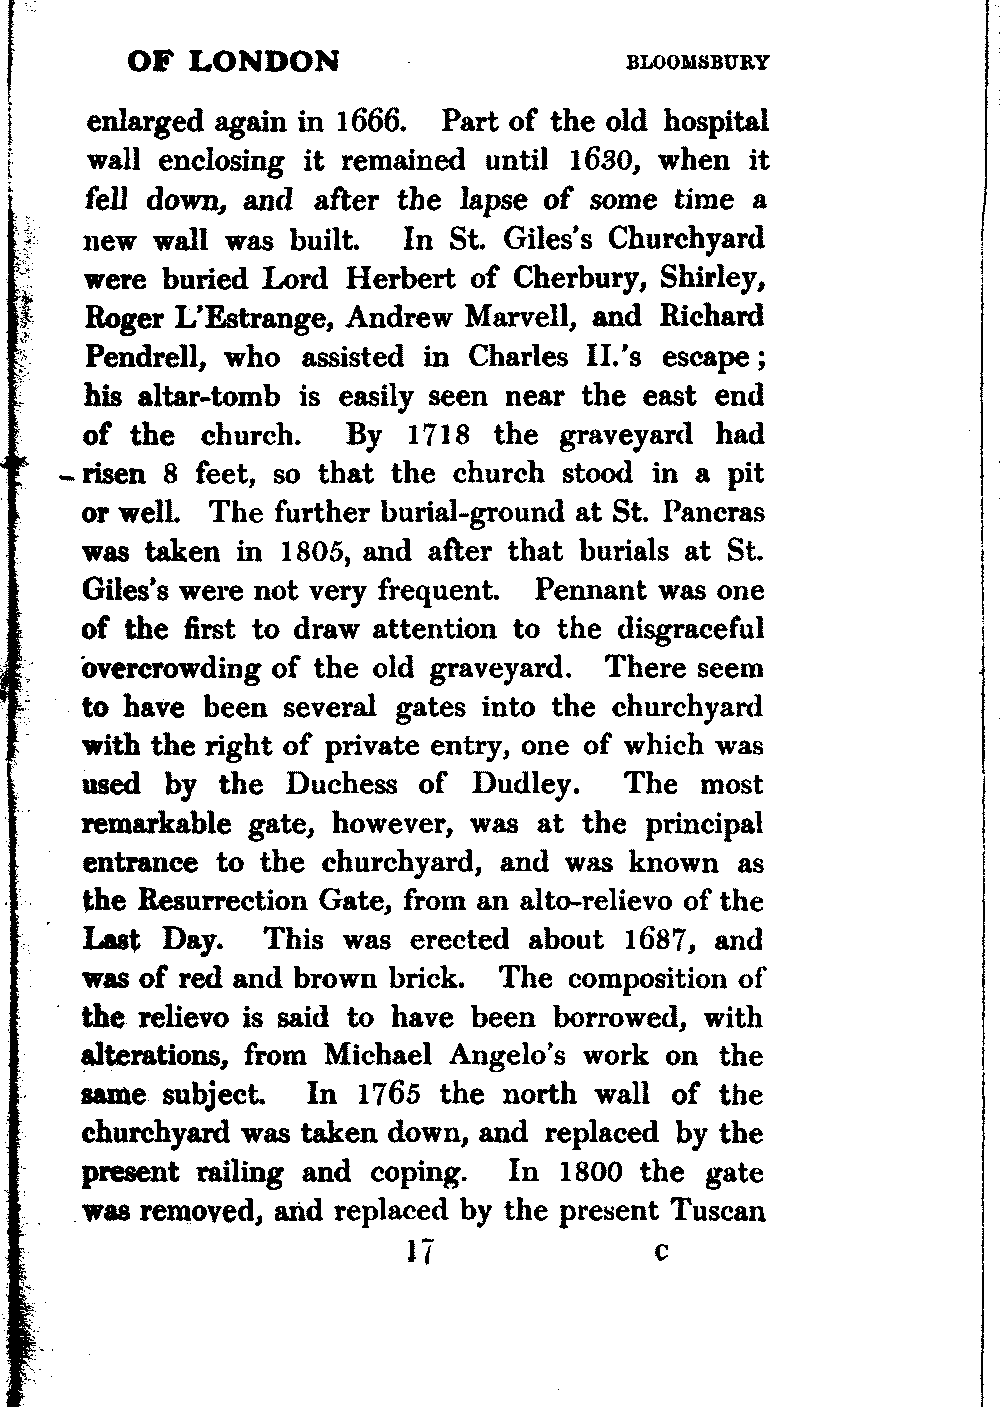 OF LONDON BLOOMSBURY
enlarged again in 1666. Part of the old hospital
wall enclosing it remained until 1630, when it
fell down, and after the lapse of some time a
new wall was built. In St. Giles's Churchyard
were buried Lord Herbert of Cherbury, Shirley,
Roger L'Estrange, Andrew Marvell, and Richard
Pendrell, who assisted in Charles II.'s escape;
his altar-tomb is easily seen near the east end
of the church. By 1718 the graveyard had
risen 8 feet, so that the church stood in a pit
or well. The further burial-ground at St. Pancras
was taken in 1805, and after that burials at St.
Giles's were not very frequent. Pennant was one
of the first to draw attention to the disgraceful
overcrowding of the old graveyard. There seem
to have been several gates into the churchyard
with the right of private entry, one of which was
used by the Duchess of Dudley. The most
remarkable gate, however, was at the principal
entrance to the churchyard, and was known as
the Resurrection Gate, from an alto-relievo of the
Last Day. This was erected about 1687, and
was of red and brown brick. The composition of
the relievo is said to have been borrowed, with
alterations, from Michael Angelo's work on the
same subject. In 1765 the north wall of the
churchyard was taken down, and replaced by the
present railing and coping. In 1800 the gate
was removed, and replaced by the present Tuscan
17 C